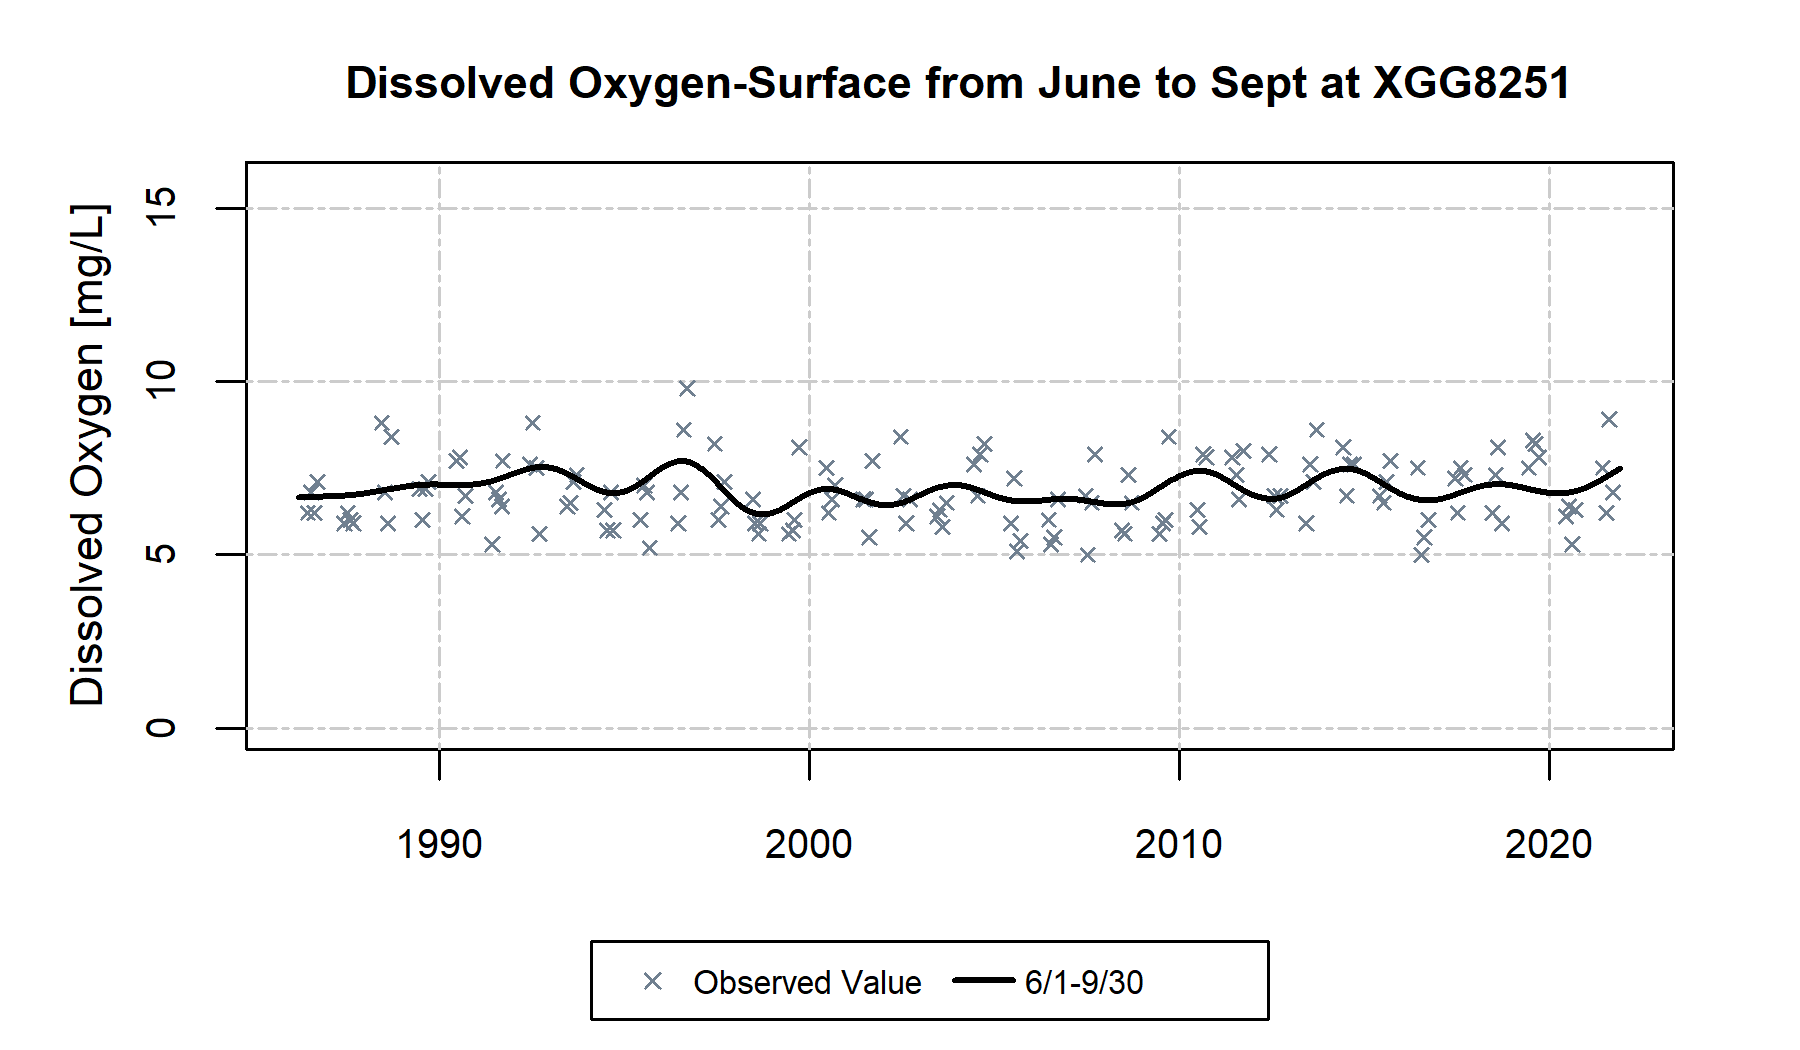 Dissolved Oxygen-Surface from June to Sept at XGG8251
Dissolved Oxygen [mg/L]
15
10
5
0
1990 2000 2010 2020
Observed Value 6/1-9/30